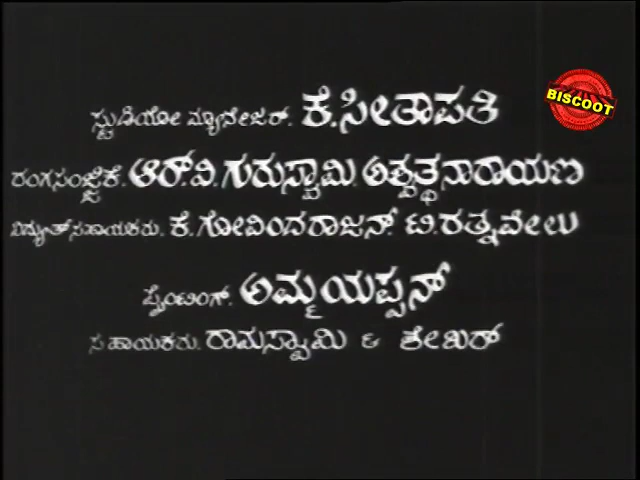 BISCOOT
ಸ್ಟುಡಿಯೋ ಮ್ಯಾನೇಜರ್. ಕೆ.ಸೀತಾಪತಿ
ರಂಗಸಂಜ್ಜಿಕೆ. ಆರ್.ವಿ.ಗುರುಸ್ವಾಮಿ. ಅಶ್ವತ್ಥನಾರಾಯಣ
ವಿದ್ಯುತ್ ಸಹಾಯಕರು. ಕೆ.ಗೋವಿಂದರಾಜನ್. ಟಿ.ರತ್ನವೇಲು
ಪೈಂಟಿಂಗ್. ಅಮ್ಮಯಪ್ಪನ್
ಸಹಾಯಕರು. ರಾಮಸ್ವಾಮಿ & ಶೇಖರ್